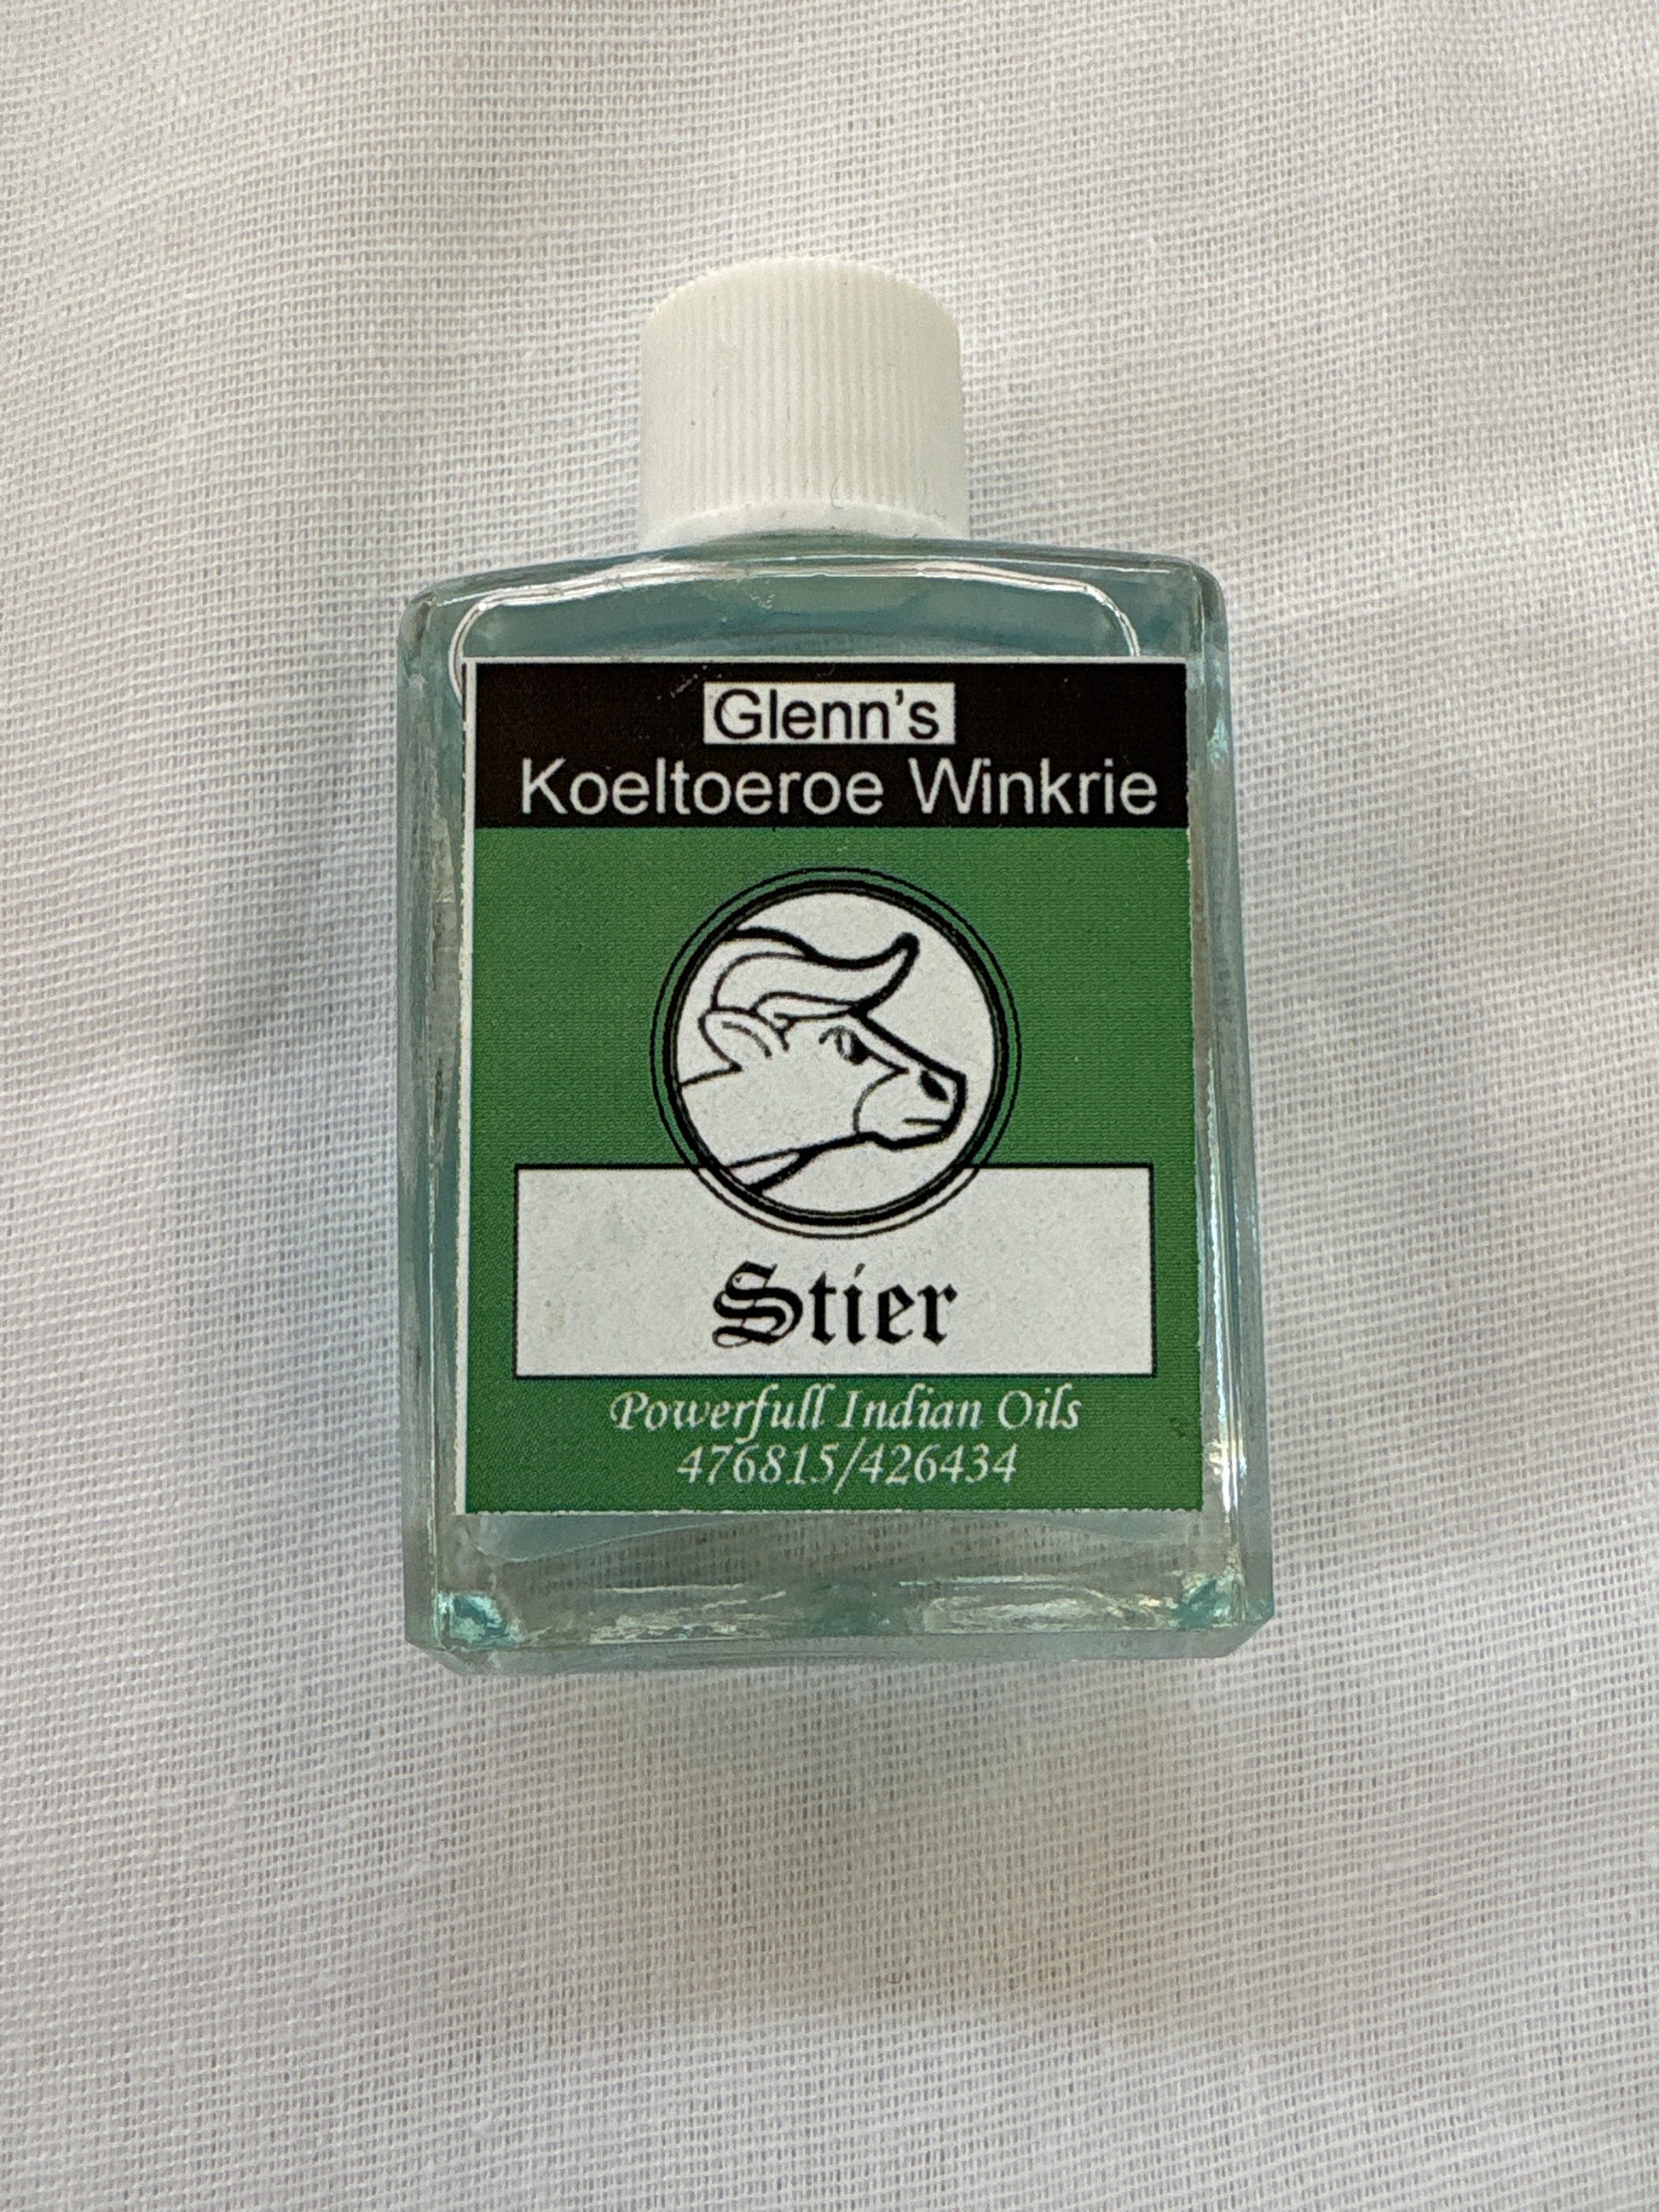 Glenn's
Koeltoeroe Winkrie
Stier
Powerfull Indian Oils
476815/426434